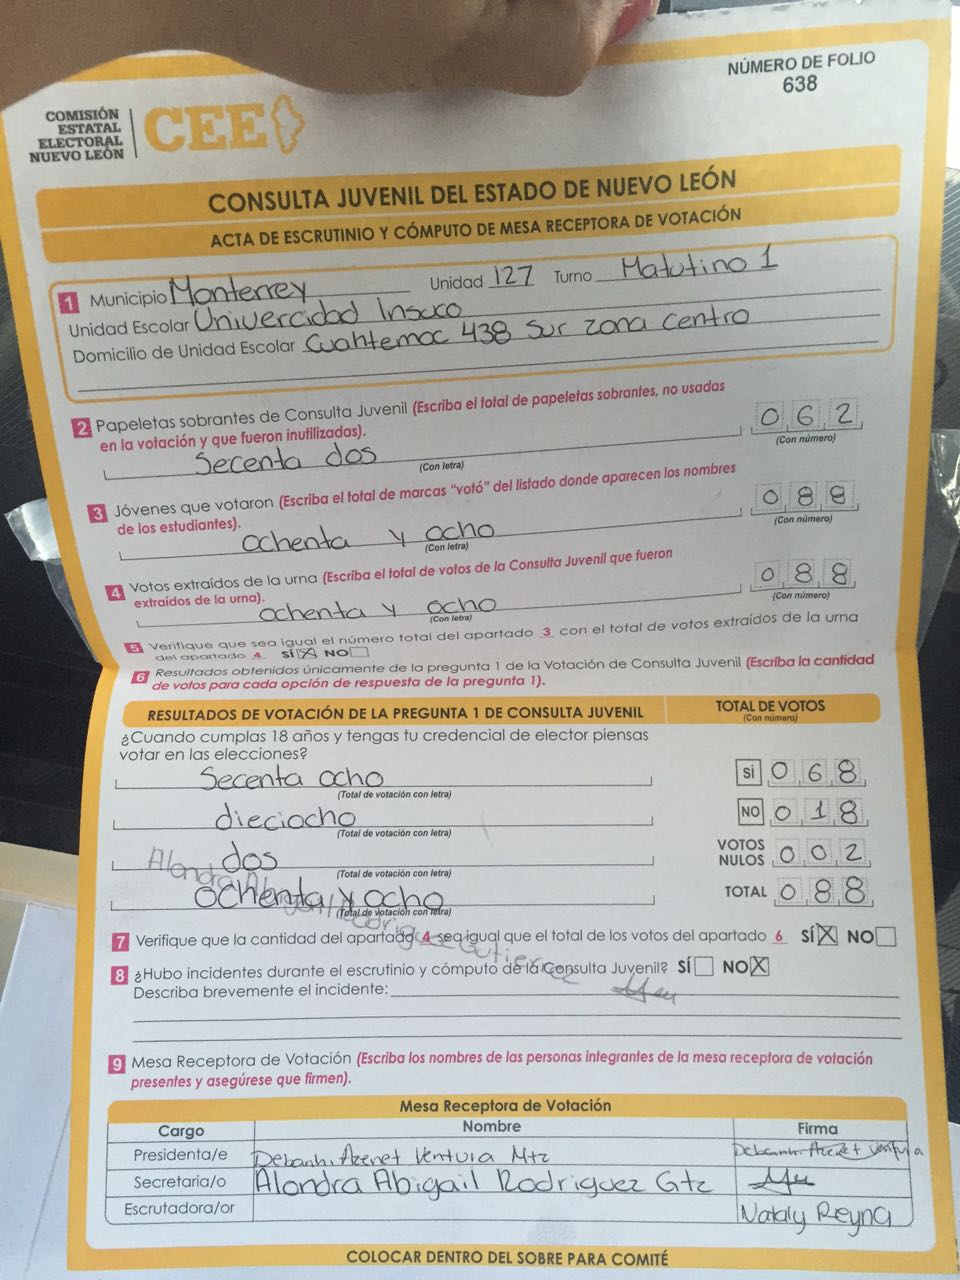 NÚMERO DE FOLIO
638
COMISIÓN
ESTATAL
ELECTORAL
NUEVO LEÓN
CEE
CONSULTA JUVENIL DEL ESTADO DE NUEVO LEÓN
ACTA DE ESCRUTINIO Y CÓMPUTO DE MESA RECEPTORA DE VOTACIÓN
1 Municipio Monterrey Unidad 127 Turno Matutino 1
Unidad Escolar Univercidad Insuco
Domicilio de Unidad Escolar Cuahtemoc 438 Sur zona centro
2 Papeletas sobrantes de Consulta Juvenil (Escriba el total de papeletas sobrantes, no usadas
en la votación y que fueron inutilizadas). 062
Secenta dos (Con letra) (Con número)
3 Jóvenes que votaron (Escriba el total de marcas "votó" del listado donde aparecen los nombres
de los estudiantes). 088
ochenta y ocho (Con letra) (Con número)
4 Votos extraídos de la urna (Escriba el total de votos de la Consulta Juvenil que fueron
extraídos de la urna). 088
ochenta y ocho (Con letra) (Con número)
5 Verifique que sea igual el número total del apartado 3 con el total de votos extraídos de la urna
del apartado 4 SÍ X NO
6 Resultados obtenidos únicamente de la pregunta 1 de la Votación de Consulta Juvenil (Escriba la cantidad
de votos para cada opción de respuesta de la pregunta 1).
RESULTADOS DE VOTACIÓN DE LA PREGUNTA 1 DE CONSULTA JUVENIL TOTAL DE VOTOS
(Con número)
¿Cuando cumplas 18 años y tengas tu credencial de elector piensas
votar en las elecciones?
Secenta ocho SÍ 068
(Total de votación con letra)
dieciocho NO 018
(Total de votación con letra)
dos VOTOS NULOS 002
(Total de votación con letra)
ochenta y ocho TOTAL 088
(Total de votación con letra)
Alondra Abigail Rodriguez Gutierrez
7 Verifique que la cantidad del apartado 4 sea igual que el total de los votos del apartado 6 SÍ X NO
8 ¿Hubo incidentes durante el escrutinio y cómputo de la Consulta Juvenil? SÍ NO X
Describa brevemente el incidente:
9 Mesa Receptora de Votación (Escriba los nombres de las personas integrantes de la mesa receptora de votación
presentes y asegúrese que firmen).
Mesa Receptora de Votación
Cargo Nombre Firma
Presidenta/e Debanhi Azenet Ventura Mtz Debanhi Azenet Ventura
Secretaria/o Alondra Abigail Rodriguez Gtz
Escrutadora/or Nataly Reyna
COLOCAR DENTRO DEL SOBRE PARA COMITÉ